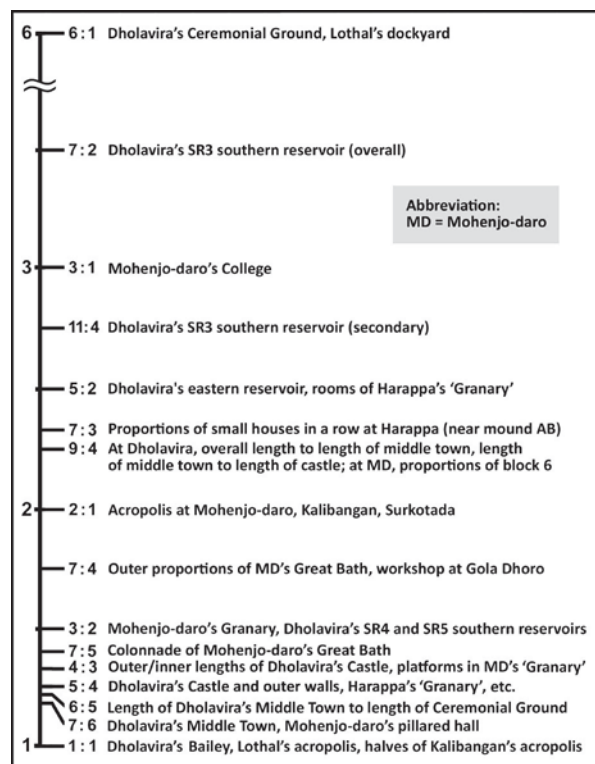 6 6 : 1 Dholavira's Ceremonial Ground, Lothal's dockyard
7 : 2 Dholavira's SR3 southern reservoir (overall)
Abbreviation:
MD = Mohenjo-daro
3 3 : 1 Mohenjo-daro's College
11 : 4 Dholavira's SR3 southern reservoir (secondary)
5 : 2 Dholavira's eastern reservoir, rooms of Harappa's 'Granary'
7 : 3 Proportions of small houses in a row at Harappa (near mound AB)
9 : 4 At Dholavira, overall length to length of middle town, length
of middle town to length of castle; at MD, proportions of block 6
2 2 : 1 Acropolis at Mohenjo-daro, Kalibangan, Surkotada
7 : 4 Outer proportions of MD's Great Bath, workshop at Gola Dhoro
3 : 2 Mohenjo-daro's Granary, Dholavira's SR4 and SR5 southern reservoirs
7 : 5 Colonnade of Mohenjo-daro's Great Bath
4 : 3 Outer/inner lengths of Dholavira's Castle, platforms in MD's 'Granary'
5 : 4 Dholavira's Castle and outer walls, Harappa's 'Granary', etc.
6 : 5 Length of Dholavira's Middle Town to length of Ceremonial Ground
7 : 6 Dholavira's Middle Town, Mohenjo-daro's pillared hall
1 1 : 1 Dholavira's Bailey, Lothal's acropolis, halves of Kalibangan's acropolis